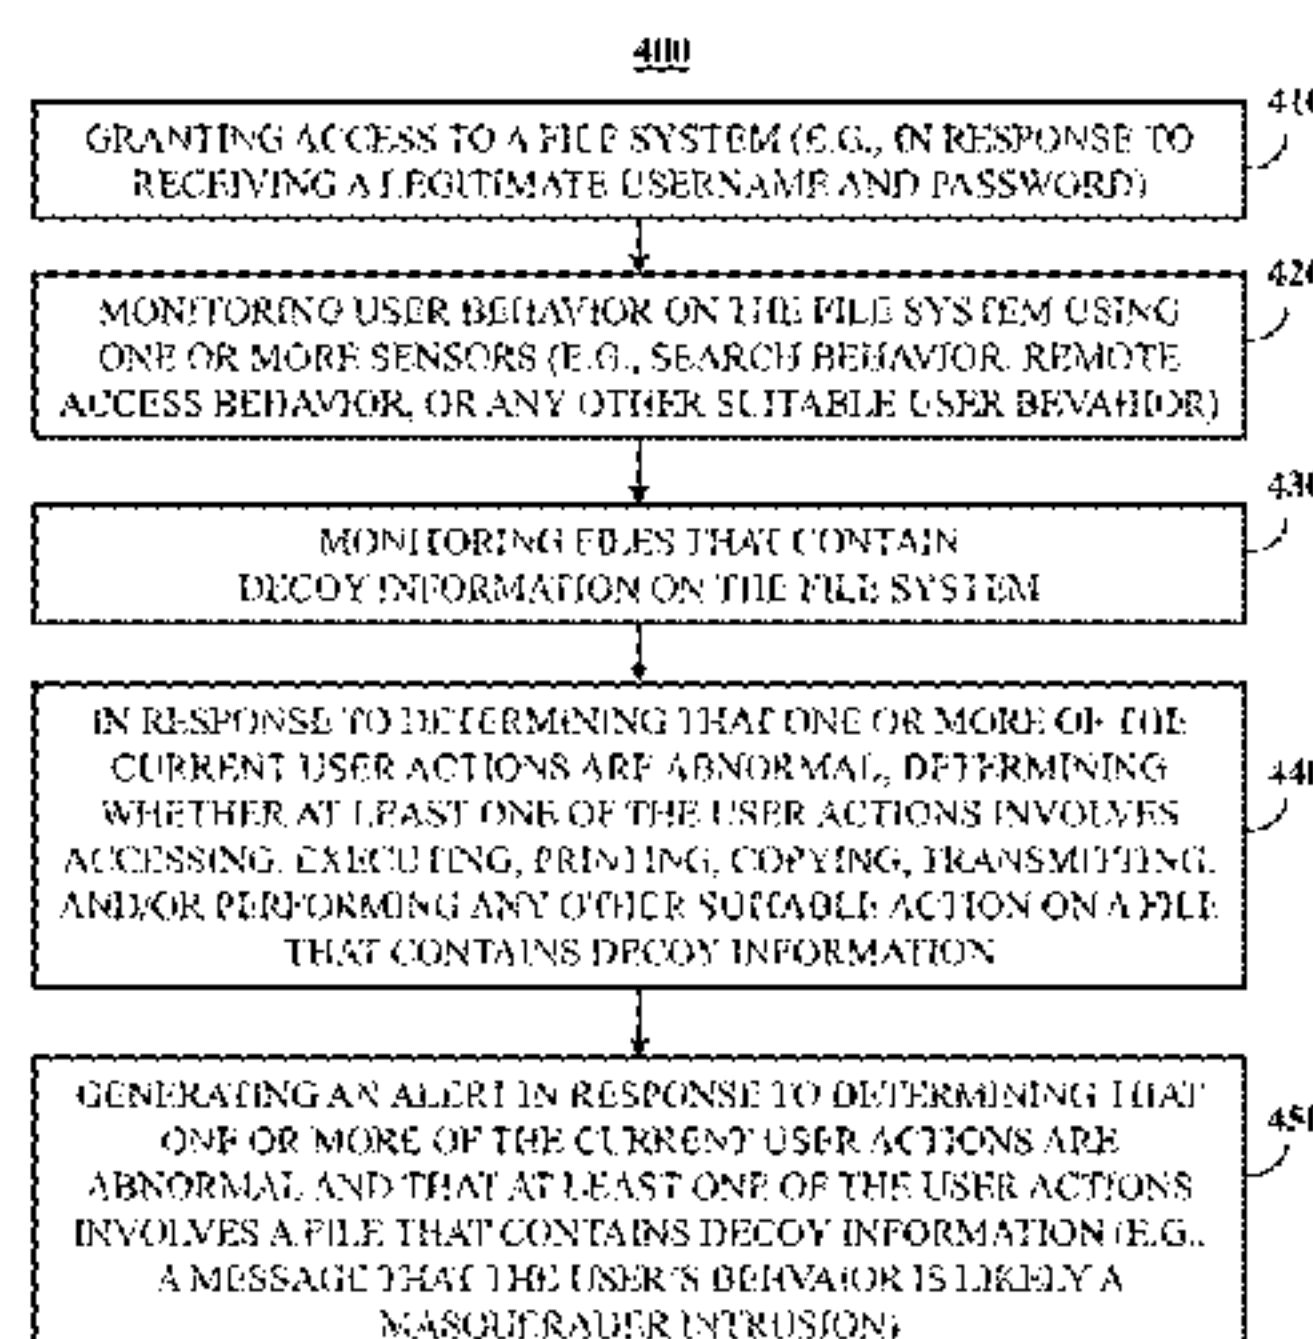 400
410
GRANTING ACCESS TO A FILE SYSTEM (E.G., IN RESPONSE TO
RECEIVING A LEGITIMATE USERNAME AND PASSWORD)
420
MONITORING USER BEHAVIOR ON THE FILE SYSTEM USING
ONE OR MORE SENSORS (E.G., SEARCH BEHAVIOR, REMOTE
ACCESS BEHAVIOR, OR ANY OTHER SUITABLE USER BEVAHIOR)
430
MONITORING FILES THAT CONTAIN
DECOY INFORMATION ON THE FILE SYSTEM
440
IN RESPONSE TO DETERMINING THAT ONE OR MORE OF THE
CURRENT USER ACTIONS ARE ABNORMAL, DETERMINING
WHETHER AT LEAST ONE OF THE USER ACTIONS INVOLVES
ACCESSING, EXECUTING, PRINTING, COPYING, TRANSMITTING,
AND/OR PERFORMING ANY OTHER SUITABLE ACTION ON A FILE
THAT CONTAINS DECOY INFORMATION
450
GENERATING AN ALERT IN RESPONSE TO DETERMINING THAT
ONE OR MORE OF THE CURRENT USER ACTIONS ARE
ABNORMAL AND THAT AT LEAST ONE OF THE USER ACTIONS
INVOLVES A FILE THAT CONTAINS DECOY INFORMATION (E.G.,
A MESSAGE THAT THE USER'S BEHVAIOR IS LIKELY A
MASQUERADER INTRUSION)